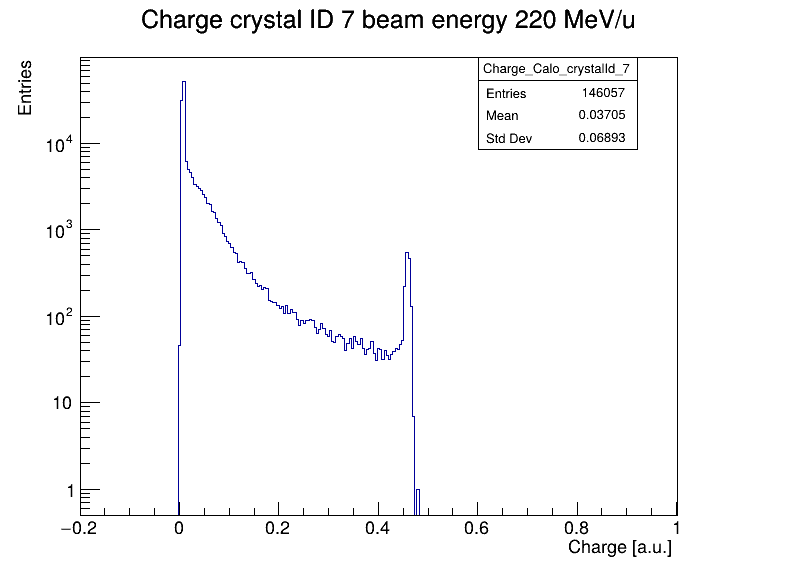 Charge crystal ID 7 beam energy 220 MeV/u
Entries
Charge_Calo_crystalId_7
Entries 146057
Mean 0.03705
Std Dev 0.06893
10⁴
10³
10²
10
1
−0.2 0 0.2 0.4 0.6 0.8 1
Charge [a.u.]